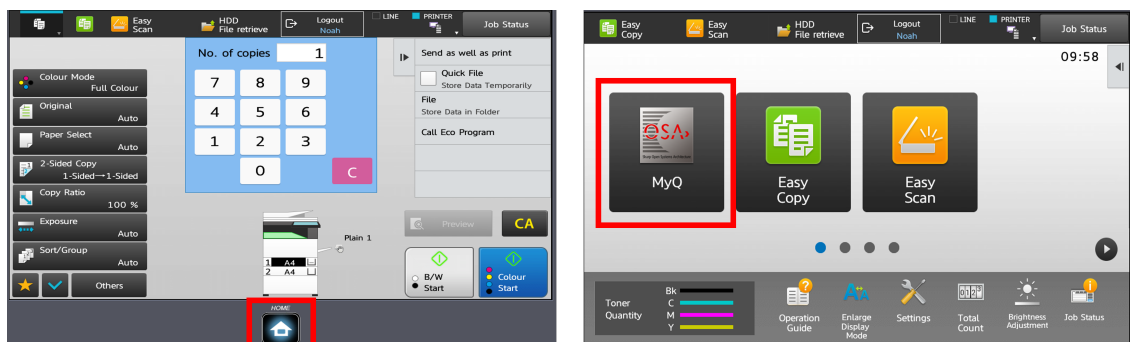 Easy
Scan
HDD
File retrieve
Logout
Noah
LINE
PRINTER
Job Status
No. of copies 1
7 8 9
4 5 6
1 2 3
0 C
Colour Mode
Full Colour
Original
Auto
Paper Select
Auto
2-Sided Copy
1-Sided→1-Sided
Copy Ratio
100 %
Exposure
Auto
Sort/Group
Auto
Others
Send as well as print
Quick File
Store Data Temporarily
File
Store Data in Folder
Call Eco Program
Plain 1
1 A4
2 A4
Preview
CA
B/W
Start
Colour
Start
HOME
Easy
Copy
Easy
Scan
HDD
File retrieve
Logout
Noah
LINE
PRINTER
Job Status
09:58
OSA
MyQ
Easy
Copy
Easy
Scan
Toner
Quantity
Bk
C
M
Y
Operation
Guide
Enlarge
Display
Mode
Settings
Total
Count
Brightness
Adjustment
Job Status